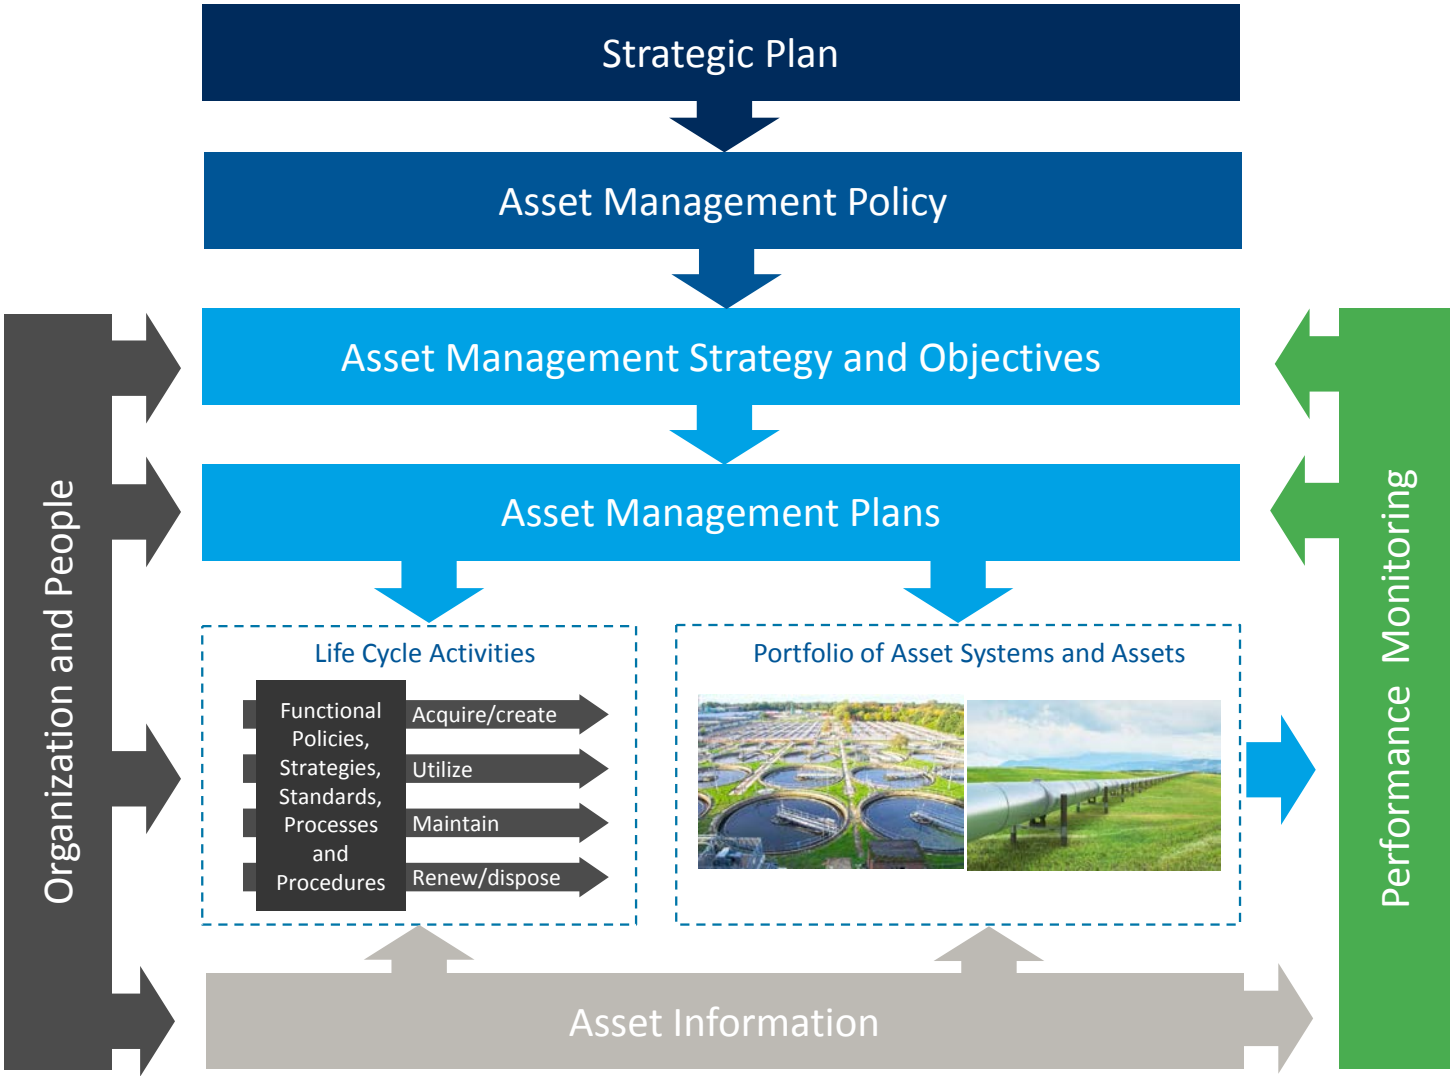 Strategic Plan
Asset Management Policy
Asset Management Strategy and Objectives
Asset Management Plans
Organization and People
Performance Monitoring
Life Cycle Activities
Functional
Policies,
Strategies,
Standards,
Processes
and
Procedures
Acquire/create
Utilize
Maintain
Renew/dispose
Portfolio of Asset Systems and Assets
Asset Information